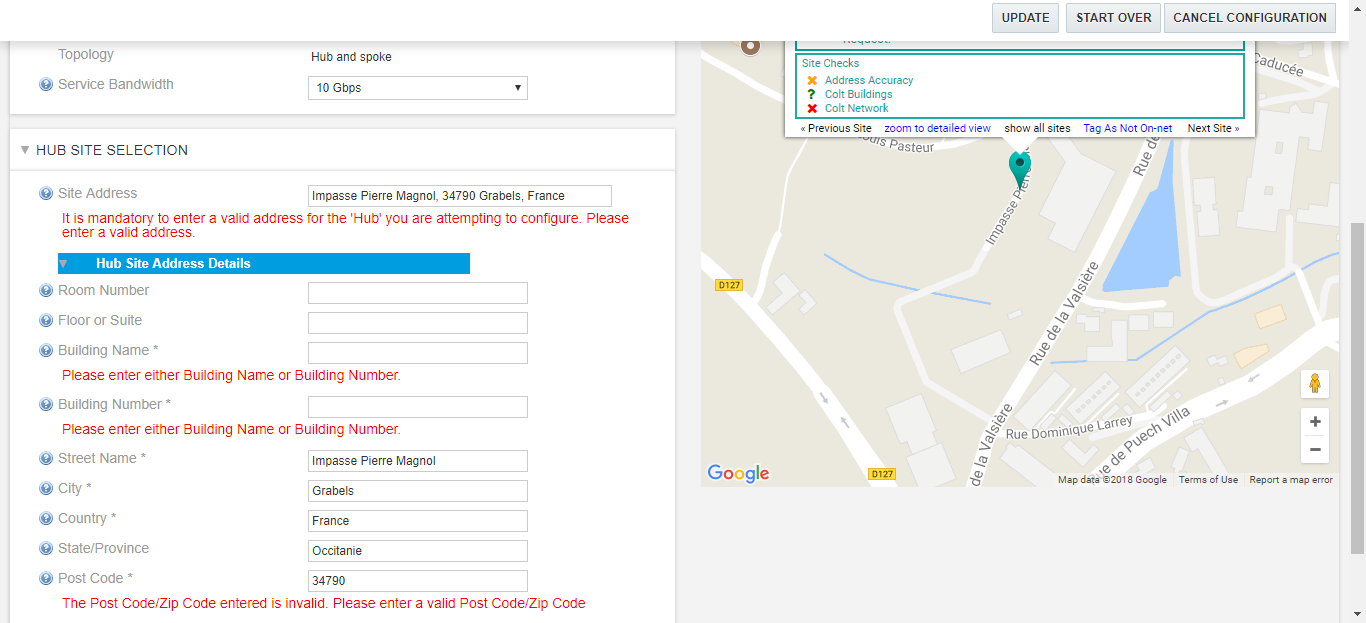 UPDATE START OVER CANCEL CONFIGURATION
Topology Hub and spoke
Service Bandwidth 10 Gbps
HUB SITE SELECTION
Site Address Impasse Pierre Magnol, 34790 Grabels, France
It is mandatory to enter a valid address for the 'Hub' you are attempting to configure. Please
enter a valid address.
Hub Site Address Details
Room Number
Floor or Suite
Building Name *
Please enter either Building Name or Building Number.
Building Number *
Please enter either Building Name or Building Number.
Street Name * Impasse Pierre Magnol
City * Grabels
Country * France
State/Province Occitanie
Post Code * 34790
The Post Code/Zip Code entered is invalid. Please enter a valid Post Code/Zip Code
Request.
Site Checks
Address Accuracy
? Colt Buildings
Colt Network
« Previous Site zoom to detailed view show all sites Tag As Not On-net Next Site »
Caducée
Pasteur
Rue de
Impasse Pierre
D127
Rue de la Valsière
de la Valsière
Rue Dominique Larrey
de Puech Villa
D127
+
−
Google
Map data ©2018 Google Terms of Use Report a map error